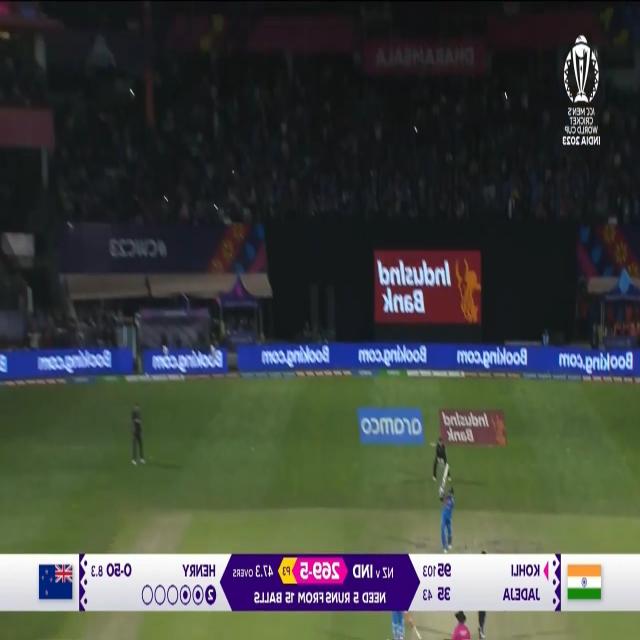 DHARAMSALA
ICC MEN'S
CRICKET
WORLD CUP
INDIA 2023
#CWC23
IndusInd
Bank
Booking.com
Booking.com
Booking.com
Booking.com
Booking.com
Booking.com
IndusInd
Bank
aramco
KOHLI 95 103
JADEJA 35 43
NZ v IND 269-5 P3 47.3 OVERS
NEED 5 RUNS FROM 15 BALLS
HENRY 0-50 8.3
2